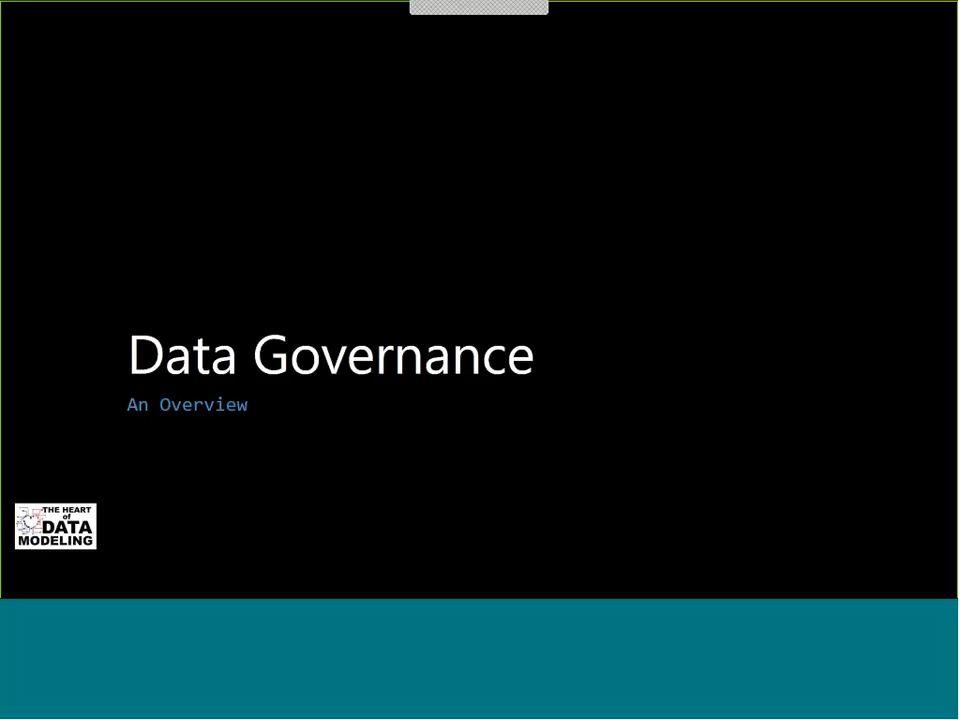 Data Governance
An Overview
THE HEART
of
DATA
MODELING